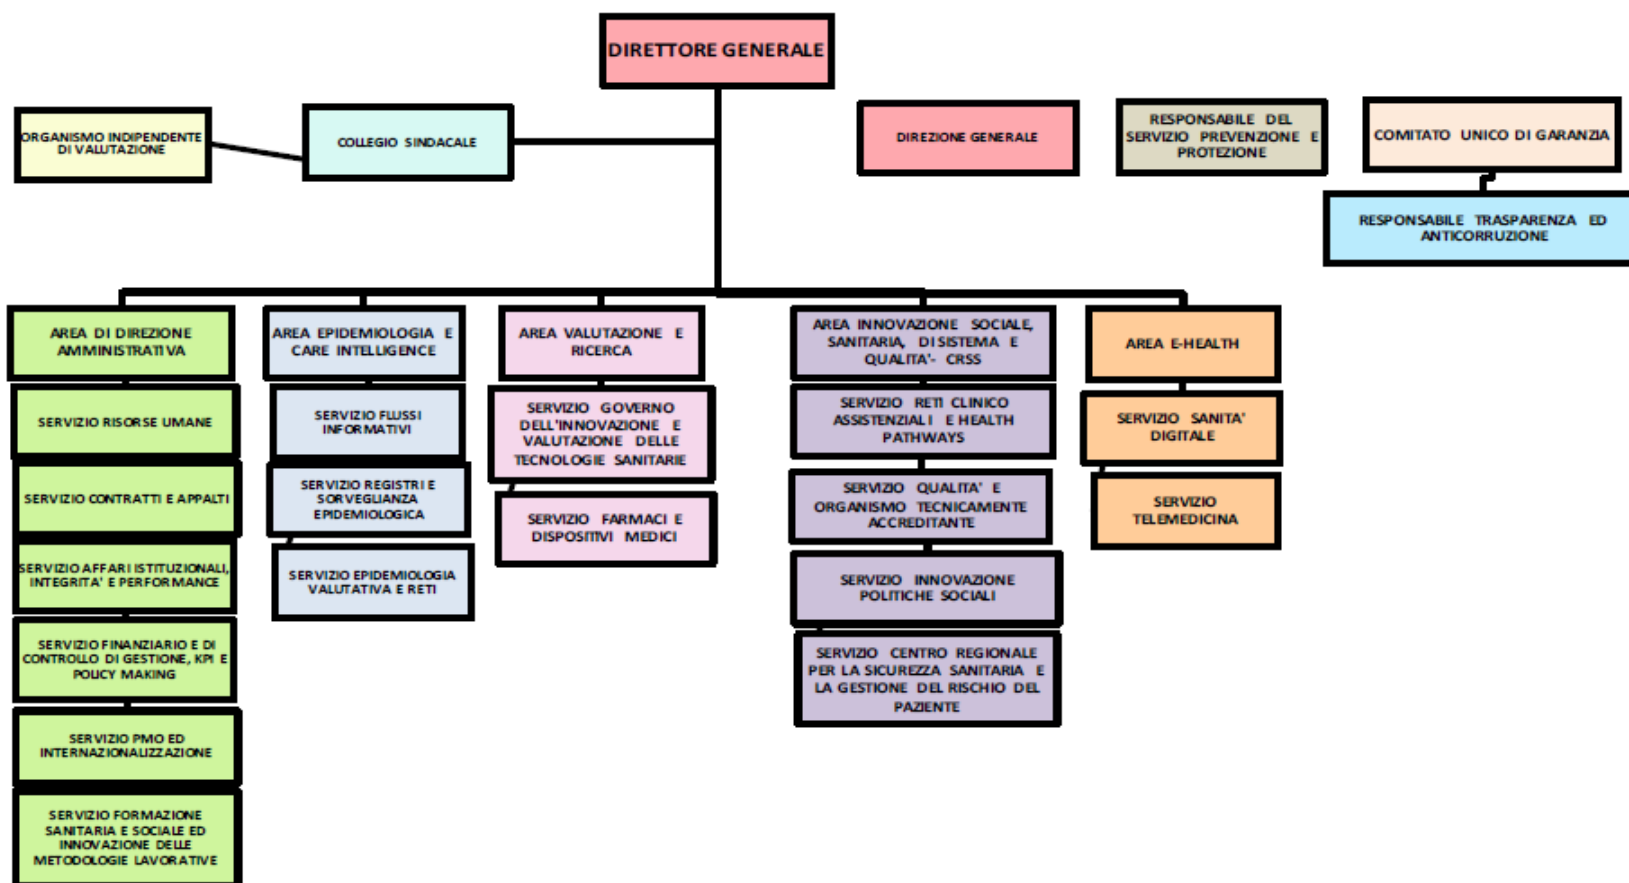 DIRETTORE GENERALE
ORGANISMO INDIPENDENTE
DI VALUTAZIONE
COLLEGIO SINDACALE
DIREZIONE GENERALE
RESPONSABILE DEL
SERVIZIO PREVENZIONE E
PROTEZIONE
COMITATO UNICO DI GARANZIA
RESPONSABILE TRASPARENZA ED
ANTICORRUZIONE
AREA DI DIREZIONE
AMMINISTRATIVA
SERVIZIO RISORSE UMANE
SERVIZIO CONTRATTI E APPALTI
SERVIZIO AFFARI ISTITUZIONALI,
INTEGRITA' E PERFORMANCE
SERVIZIO FINANZIARIO E DI
CONTROLLO DI GESTIONE, KPI E
POLICY MAKING
SERVIZIO PMO ED
INTERNAZIONALIZZAZIONE
SERVIZIO FORMAZIONE
SANITARIA E SOCIALE ED
INNOVAZIONE DELLE
METODOLOGIE LAVORATIVE
AREA EPIDEMIOLOGIA E
CARE INTELLIGENCE
SERVIZIO FLUSSI
INFORMATIVI
SERVIZIO REGISTRI E
SORVEGLIANZA
EPIDEMIOLOGICA
SERVIZIO EPIDEMIOLOGIA
VALUTATIVA E RETI
AREA VALUTAZIONE E
RICERCA
SERVIZIO GOVERNO
DELL'INNOVAZIONE E
VALUTAZIONE DELLE
TECNOLOGIE SANITARIE
SERVIZIO FARMACI E
DISPOSITIVI MEDICI
AREA INNOVAZIONE SOCIALE,
SANITARIA, DI SISTEMA E
QUALITA'- CRSS
SERVIZIO RETI CLINICO
ASSISTENZIALI E HEALTH
PATHWAYS
SERVIZIO QUALITA' E
ORGANISMO TECNICAMENTE
ACCREDITANTE
SERVIZIO INNOVAZIONE
POLITICHE SOCIALI
SERVIZIO CENTRO REGIONALE
PER LA SICUREZZA SANITARIA E
LA GESTIONE DEL RISCHIO DEL
PAZIENTE
AREA E-HEALTH
SERVIZIO SANITA'
DIGITALE
SERVIZIO
TELEMEDICINA